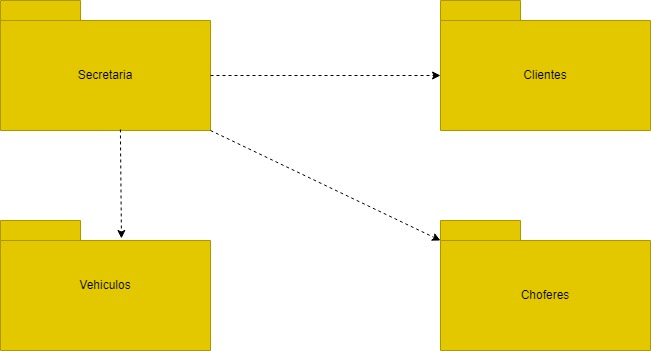 Secretaria
Clientes
Vehiculos
Choferes